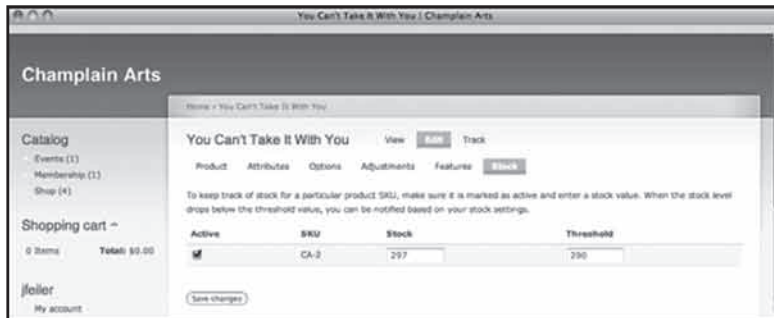 You Can't Take It With You | Champlain Arts
Champlain Arts
Home » You Can't Take It With You
Catalog
Events (1)
Membership (1)
Shop (4)
Shopping cart
0 Items Total: $0.00
jfeiler
My account
You Can't Take It With You View Edit Track
Product Attributes Options Adjustments Features Stock
To keep track of stock for a particular product SKU, make sure it is marked as active and enter a stock value. When the stock level
drops below the threshold value, you can be notified based on your stock settings.
Active SKU Stock Threshold
CA-2 297 290
Save changes